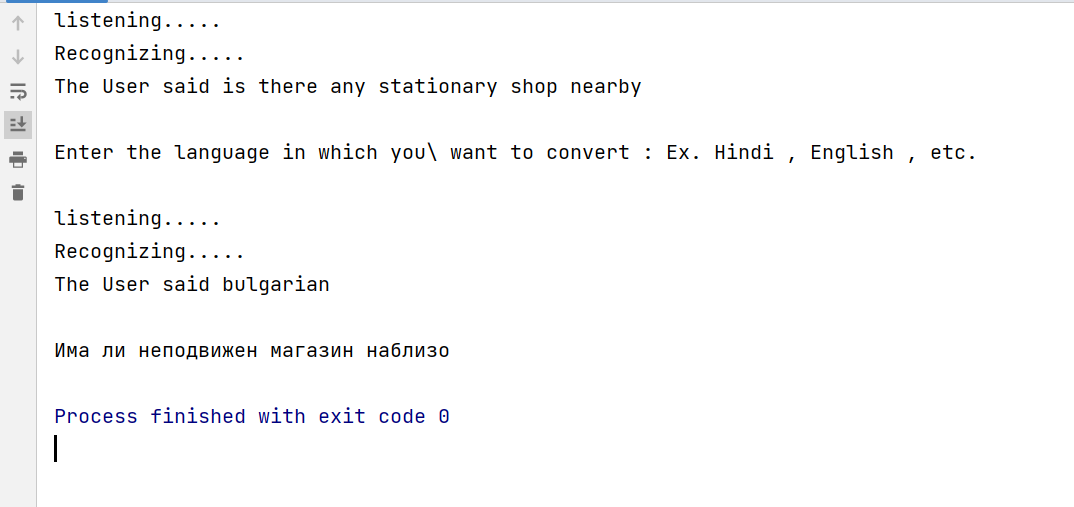 listening.....
Recognizing.....
The User said is there any stationary shop nearby
Enter the language in which you\ want to convert : Ex. Hindi , English , etc.
listening.....
Recognizing.....
The User said bulgarian
Има ли неподвижен магазин наблизо
Process finished with exit code 0